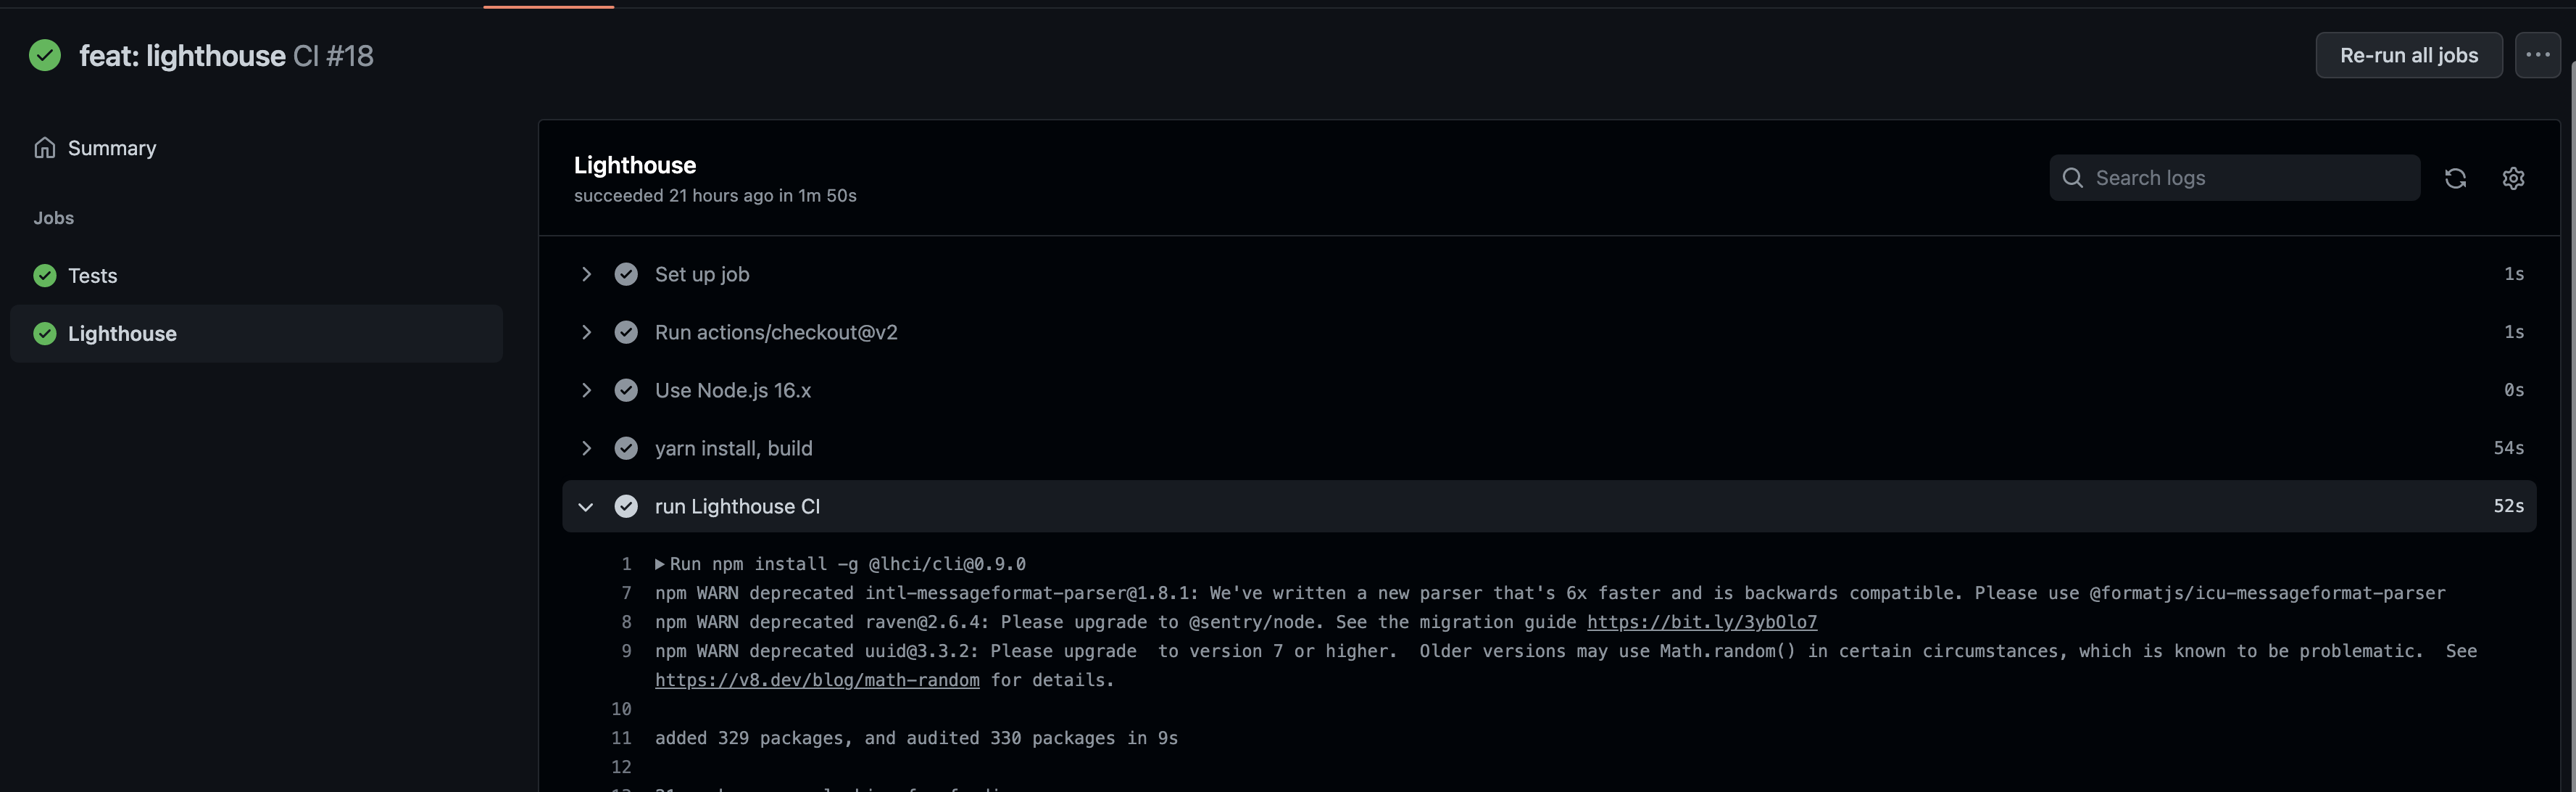 feat: lighthouse CI #18
Re-run all jobs
Summary
Jobs
Tests
Lighthouse
Lighthouse
succeeded 21 hours ago in 1m 50s
Search logs
Set up job 1s
Run actions/checkout@v2 1s
Use Node.js 16.x 0s
yarn install, build 54s
run Lighthouse CI 52s
1 Run npm install -g @lhci/cli@0.9.0
7 npm WARN deprecated intl-messageformat-parser@1.8.1: We've written a new parser that's 6x faster and is backwards compatible. Please use @formatjs/icu-messageformat-parser
8 npm WARN deprecated raven@2.6.4: Please upgrade to @sentry/node. See the migration guide https://bit.ly/3ybOlo7
9 npm WARN deprecated uuid@3.3.2: Please upgrade  to version 7 or higher.  Older versions may use Math.random() in certain circumstances, which is known to be problematic.  See
https://v8.dev/blog/math-random for details.
10
11 added 329 packages, and audited 330 packages in 9s
12